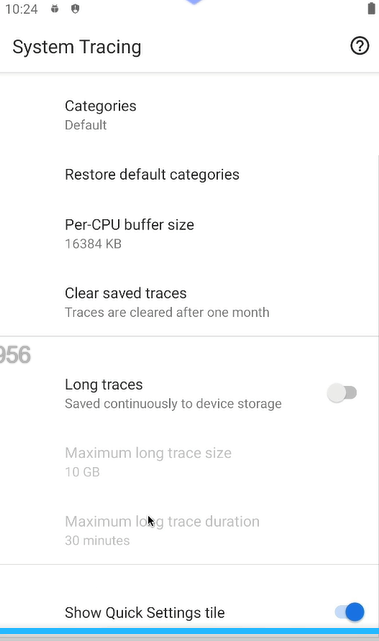 10:24
System Tracing
Categories
Default
Restore default categories
Per-CPU buffer size
16384 KB
Clear saved traces
Traces are cleared after one month
956
Long traces
Saved continuously to device storage
Maximum long trace size
10 GB
Maximum long trace duration
30 minutes
Show Quick Settings tile